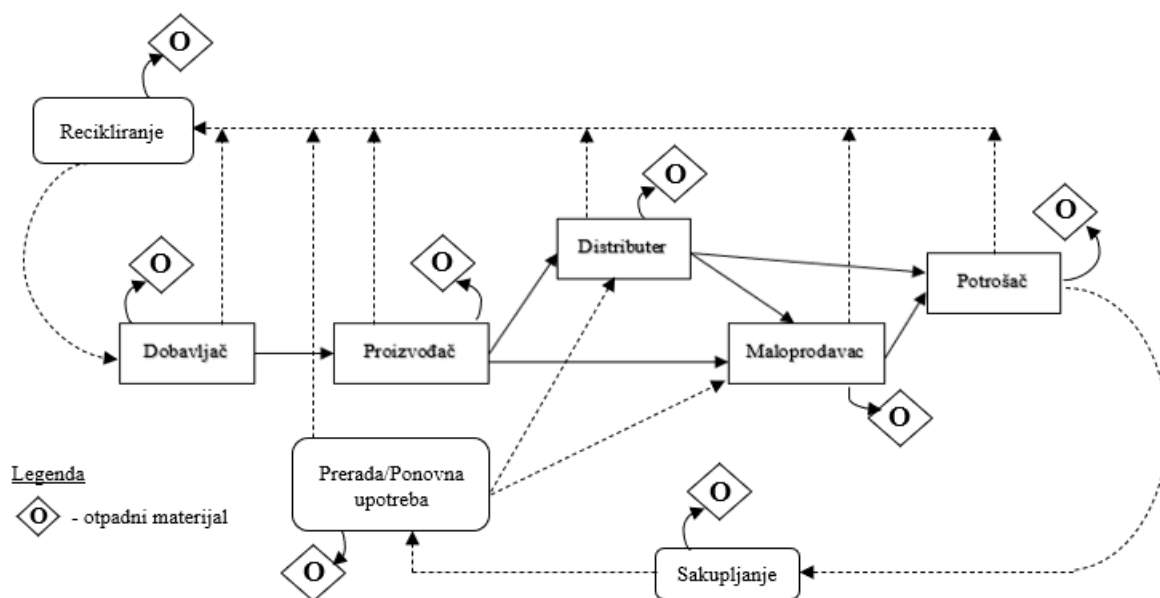 O
Recikliranje
O
Distributer
O
Potrošač
O
O
Dobavljač
Proizvođač
Maloprodavac
O
Prerada/Ponovna
upotreba
Legenda
O - otpadni materijal
O
O
Sakupljanje